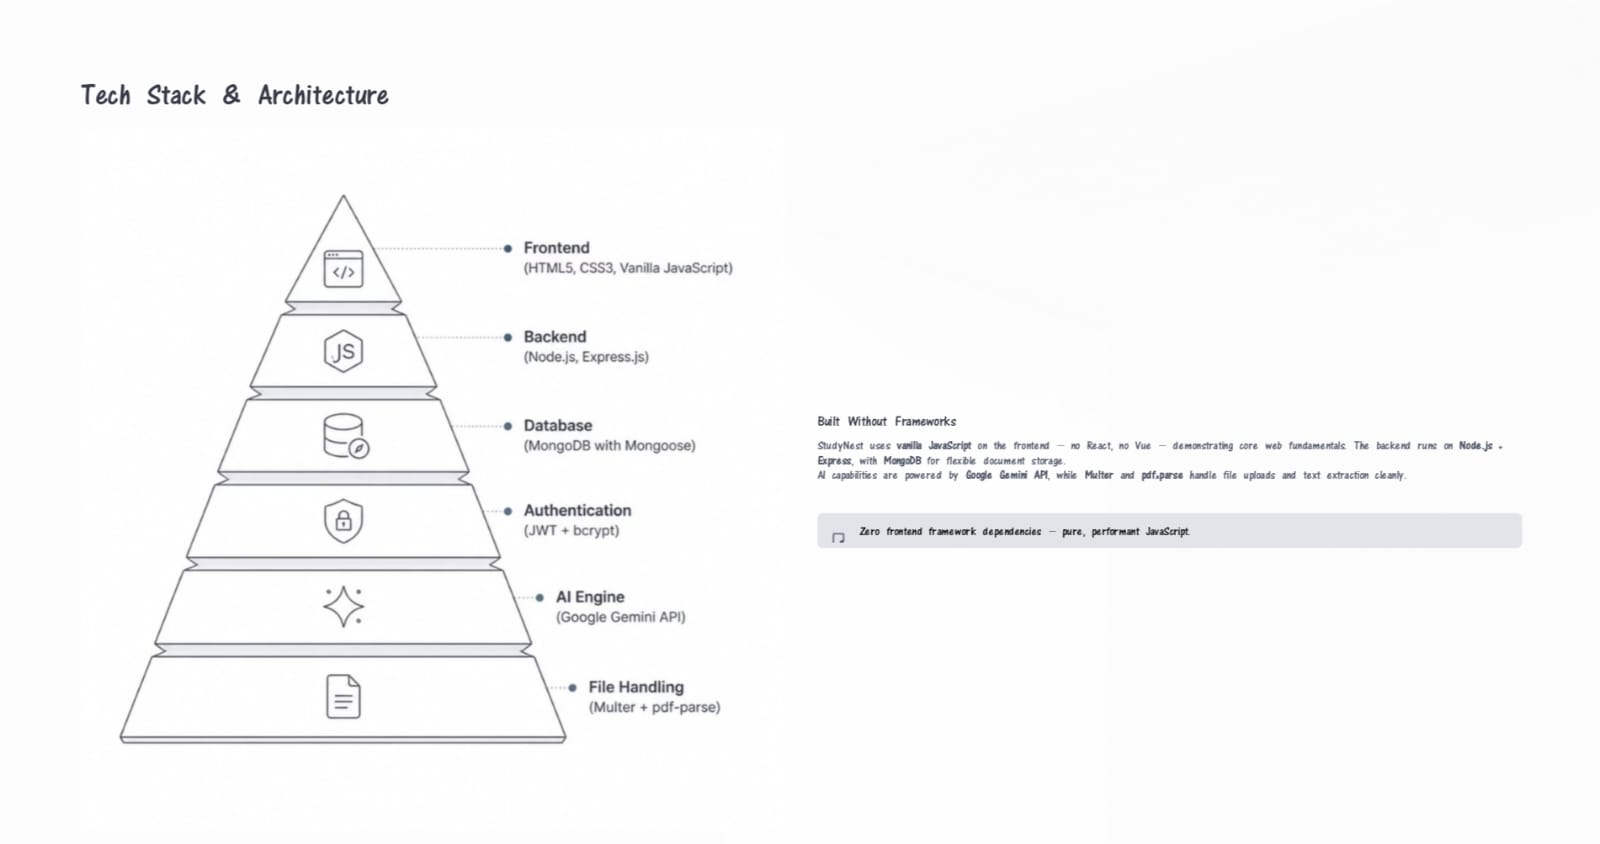 Tech Stack & Architecture
Frontend
(HTML5, CSS3, Vanilla JavaScript)
</>
Backend
(Node.js, Express.js)
JS
Database
(MongoDB with Mongoose)
Authentication
(JWT + bcrypt)
AI Engine
(Google Gemini API)
File Handling
(Multer + pdf-parse)
Built Without Frameworks
StudyNest uses vanilla JavaScript on the frontend — no React, no Vue — demonstrating core web fundamentals. The backend runs on Node.js +
Express, with MongoDB for flexible document storage.
AI capabilities are powered by Google Gemini API, while Multer and pdf-parse handle file uploads and text extraction cleanly.
Zero frontend framework dependencies — pure, performant JavaScript.